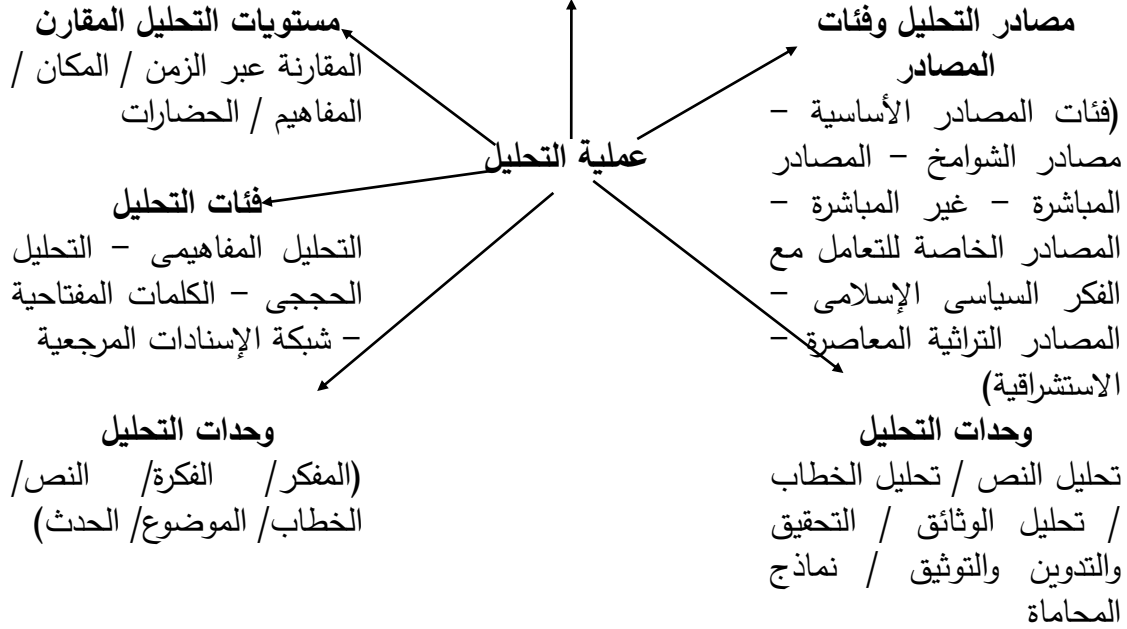 مصادر التحليل وفئات
المصادر
(فئات المصادر الأساسية –
مصادر الشوامخ – المصادر
المباشرة – غير المباشرة –
المصادر الخاصة للتعامل مع
الفكر السياسى الإسلامى –
المصادر التراثية المعاصرة –
الاستشراقية)
مستويات التحليل المقارن
المقارنة عبر الزمن / المكان /
المفاهيم / الحضارات
عملية التحليل
فئات التحليل
التحليل المفاهيمى – التحليل
الحججى – الكلمات المفتاحية
– شبكة الإسنادات المرجعية
وحدات التحليل
تحليل النص / تحليل الخطاب
/ تحليل الوثائق / التحقيق
والتدوين والتوثيق / نماذج
المحاماة
وحدات التحليل
(المفكر/ الفكرة/ النص/
الخطاب/ الموضوع/ الحدث)